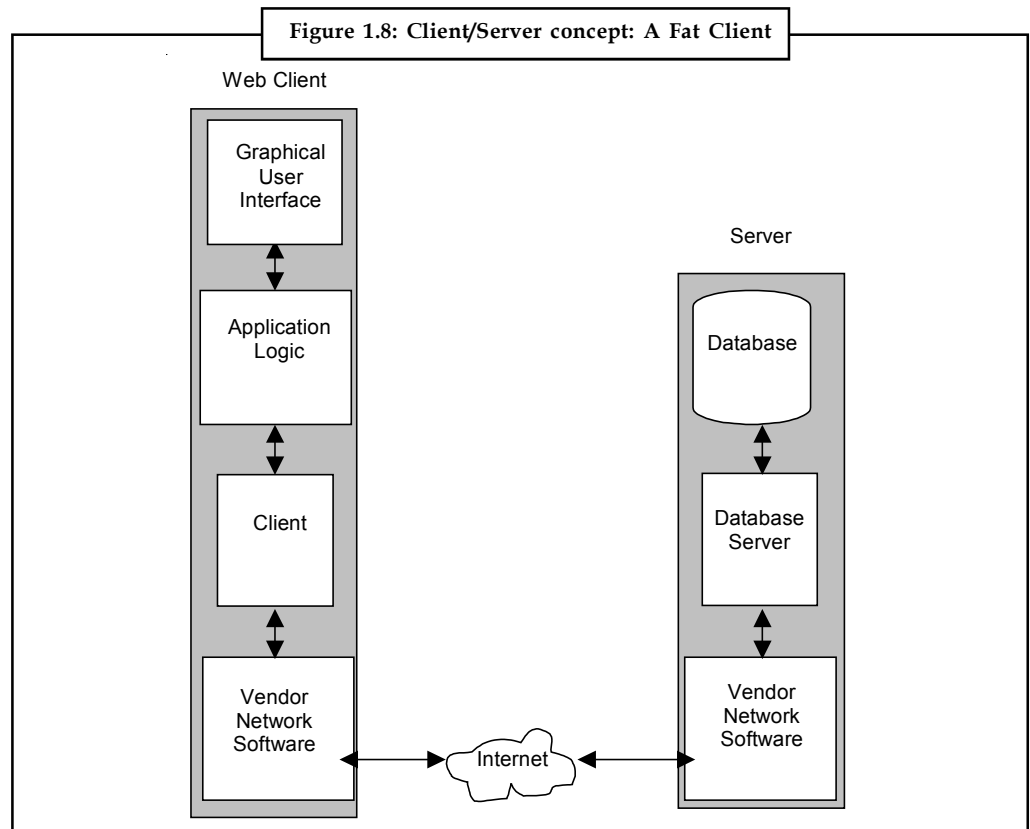 Figure 1.8: Client/Server concept: A Fat Client
Web Client
Graphical
User
Interface
Application
Logic
Client
Vendor
Network
Software
Internet
Server
Database
Database
Server
Vendor
Network
Software